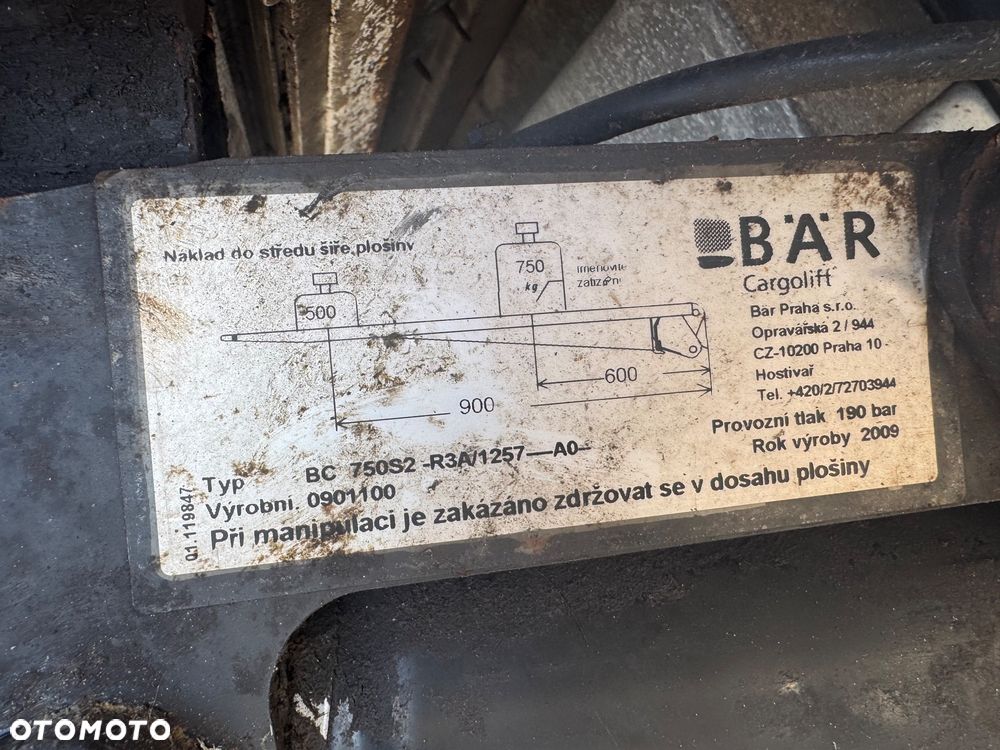 Náklad do středu šíře,plošiny
500
750
kg
jmenovité
zatížení
600
900
BÄR
Cargolift
Bär Praha s.r.o.
Opravářská 2 / 944
CZ-10200 Praha 10 -
Hostivař
Tel. +420/2/72703944
Provozní tlak 190 bar
Rok výroby 2009
Typ BC 750S2 -R3A/1257-—A0-
Výrobní. 0901100
Při manipulaci je zakázáno zdržovat se v dosahu plošiny
01 119847
OTOMOTO